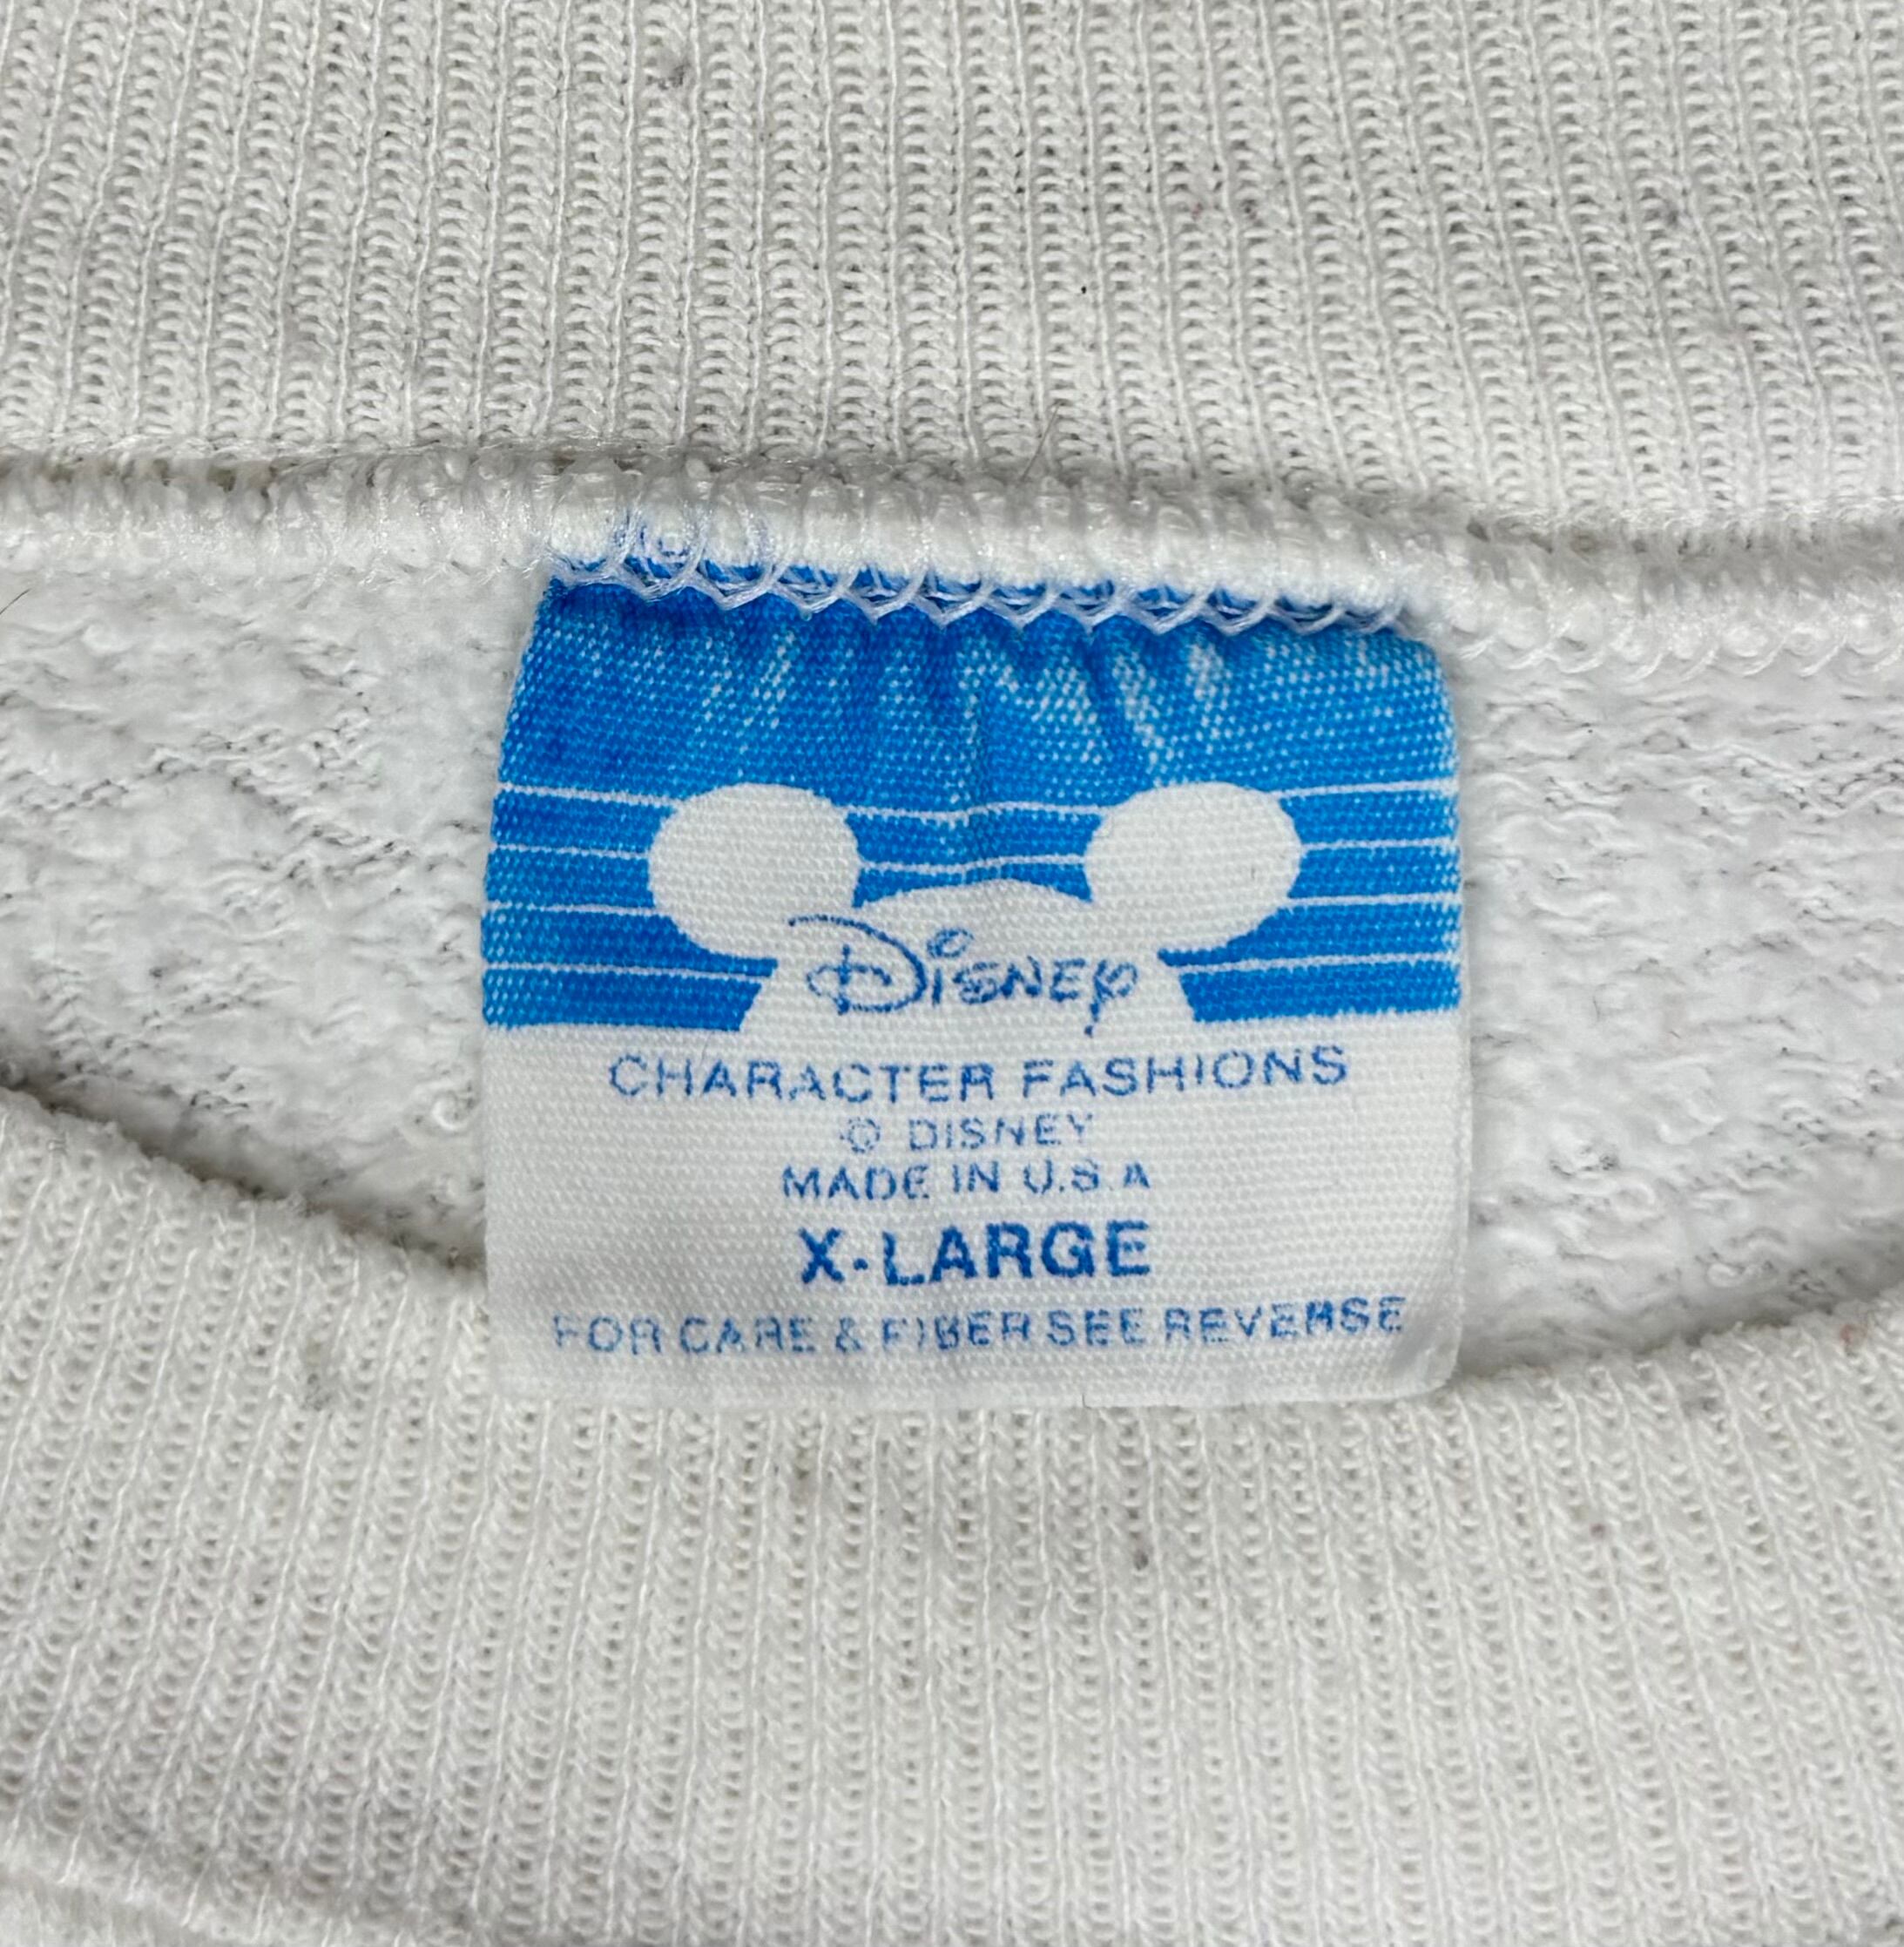 Disney
CHARACTER FASHIONS
© DISNEY
MADE IN U.S.A
X-LARGE
FOR CARE & FIBER SEE REVERSE